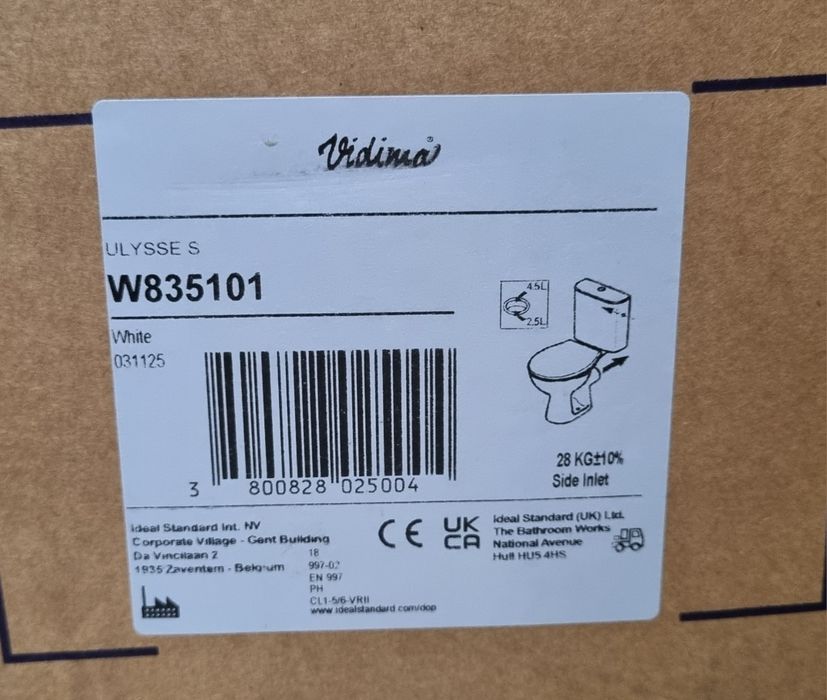 Vidima®
ULYSSE S
W835101
White
031125
4.5L
2.5L
3 800828 025004
28 KG±10%
Side Inlet
Ideal Standard Int. NV
Corporate Village - Gent Building
Da Vincilaan 2
1935 Zaventem - Belgium
18
997-02
EN 997
PH
CL1-5/6-VRII
www.idealstandard.com/dop
CE
UK
CA
Ideal Standard (UK) Ltd.
The Bathroom Works
National Avenue
Hull HU5 4HS